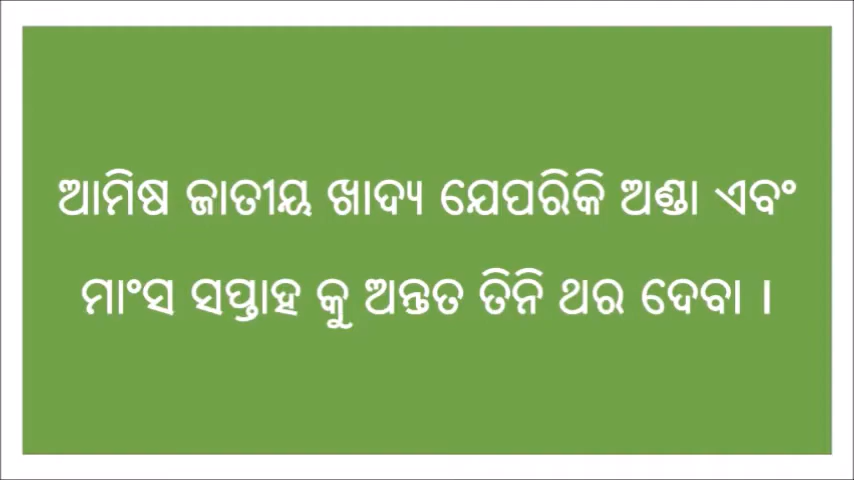 ଆମିଷ ଜାତୀୟ ଖାଦ୍ୟ ଯେପରିକି ଅଣ୍ଡା ଏବଂ
ମାଂସ ସପ୍ତାହ କୁ ଅନ୍ତତ ତିନି ଥର ଦେବା ।